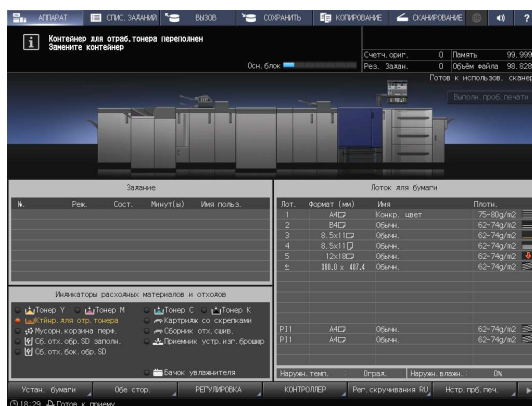 АППАРАТ СПИС. ЗАДАНИЙ ВЫЗОВ СОХРАНИТЬ КОПИРОВАНИЕ СКАНИРОВАНИЕ ?
Контейнер для отраб.тонера переполнен
Замените контейнер
Осн. блок
Счетч. ориг. 0 Память 99.999
Рез. Задан. 0 Объём файла 98.828
Готов к использов. сканер
Выполн. проб. печати
Задание
№. Реж. Сост. Минут(ы) Имя польз.
Лоток для бумаги
Лот. Формат (мм) Имя Плотн.
1 A4 Конкр. цвет 75-80g/m2
2 B4 Обычн. 62-74g/m2
3 8.5x11 Обычн. 62-74g/m2
4 8.5x11 Обычн. 62-74g/m2
5 12x18 Обычн. 62-74g/m2
± 100.0 x 407.4 Обычн. 62-74g/m2
PI1 A4 Обычн. 62-74g/m2
PI1 A4 Обычн. 62-74g/m2
Индикаторы расходных материалов и отходов
Тонер Y Тонер M Тонер C Тонер K
Ктйнр.для отр. тонера Картридж со скрепками
Мусорн. корзина перф. Сборник отх. сшив.
Сб. отх. обр. SD заполн. Приемник устр.изг.брошюр
Сб. отх. бок. обр. SD
Бачок увлажнителя
Наружн. темп. : 0град. Наружн. влажн. : 0%
Устан. бумаги Обе стор. РЕГУЛИРОВКА КОНТРОЛЛЕР Рег. скручивания RU Нстр. прб. печ.
18:29 Готов к приему